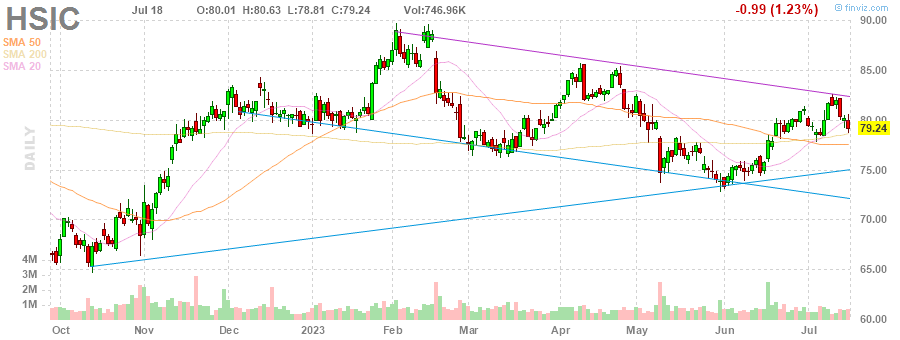 HSIC Jul 18 O:80.01 H:80.63 L:78.81 C:79.24 Vol:746.96K -0.99 (1.23%) @ finviz.com
SMA 50
SMA 200
SMA 20
DAILY
90.00
85.00
80.00
79.24
75.00
70.00
65.00
60.00
4M
3M
2M
1M
Oct Nov Dec 2023 Feb Mar Apr May Jun Jul